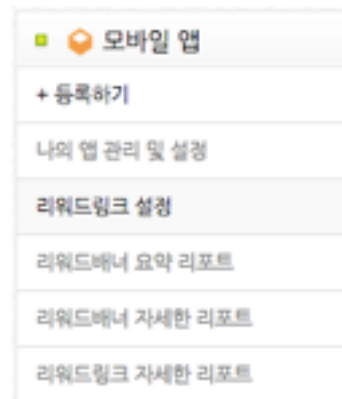 모바일 앱
+ 등록하기
나의 앱 관리 및 설정
리워드링크 설정
리워드배너 요약 리포트
리워드배너 자세한 리포트
리워드링크 자세한 리포트